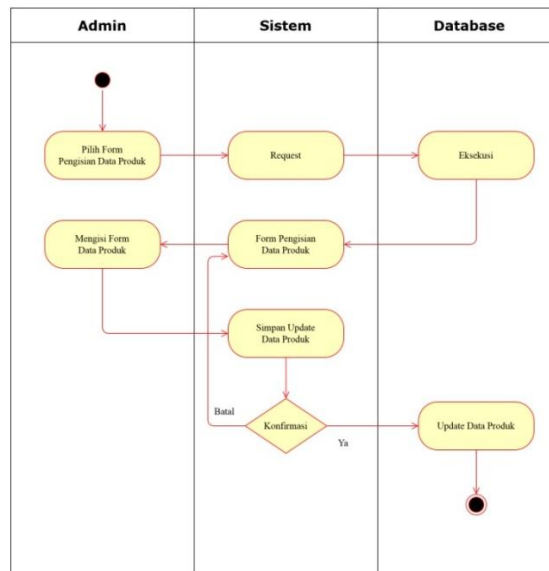 Admin
Sistem
Database
Pilih Form
Pengisian Data Produk
Request
Eksekusi
Mengisi Form
Data Produk
Form Pengisian
Data Produk
Simpan Update
Data Produk
Batal
Konfirmasi
Ya
Update Data Produk